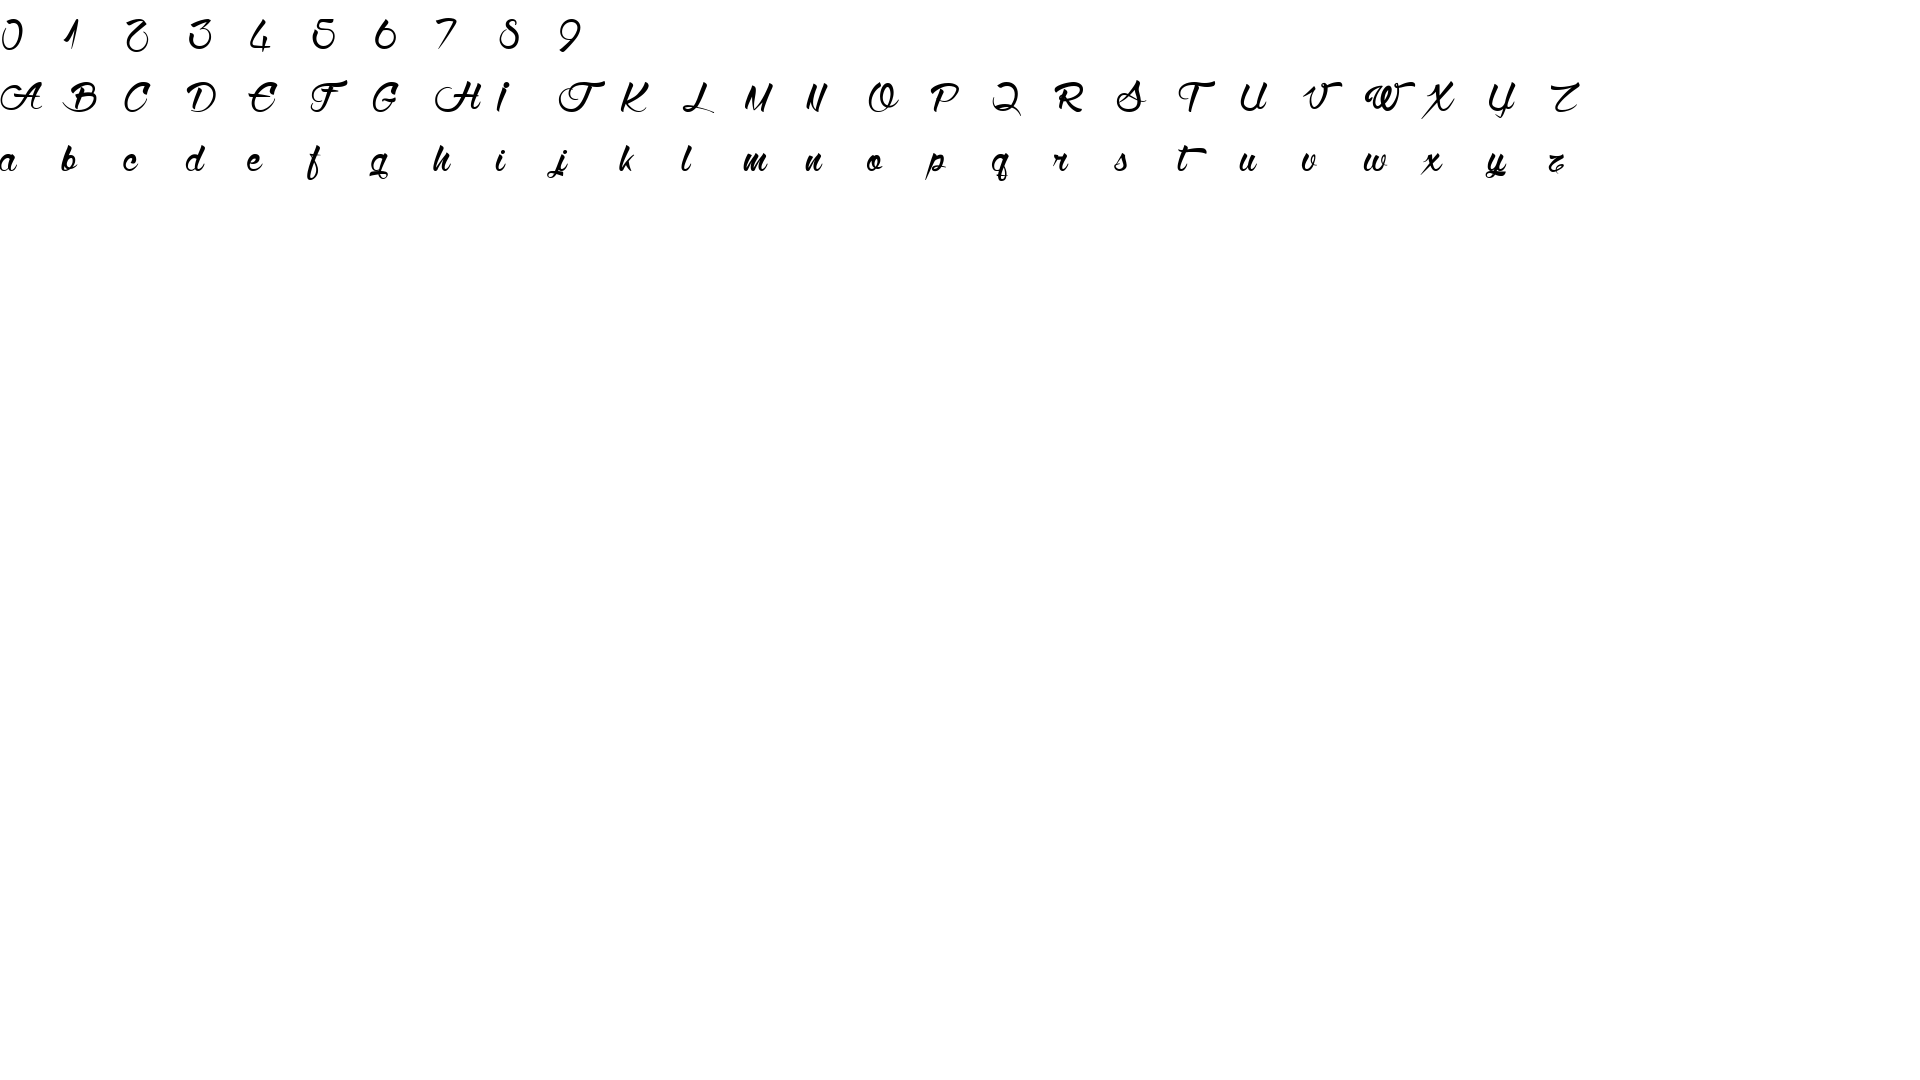 0 1 2 3 4 5 6 7 8 9
A B C D E F G H I J K L M N O P Q R S T U V W X Y Z
a b c d e f g h i j k l m n o p q r s t u v w x y z